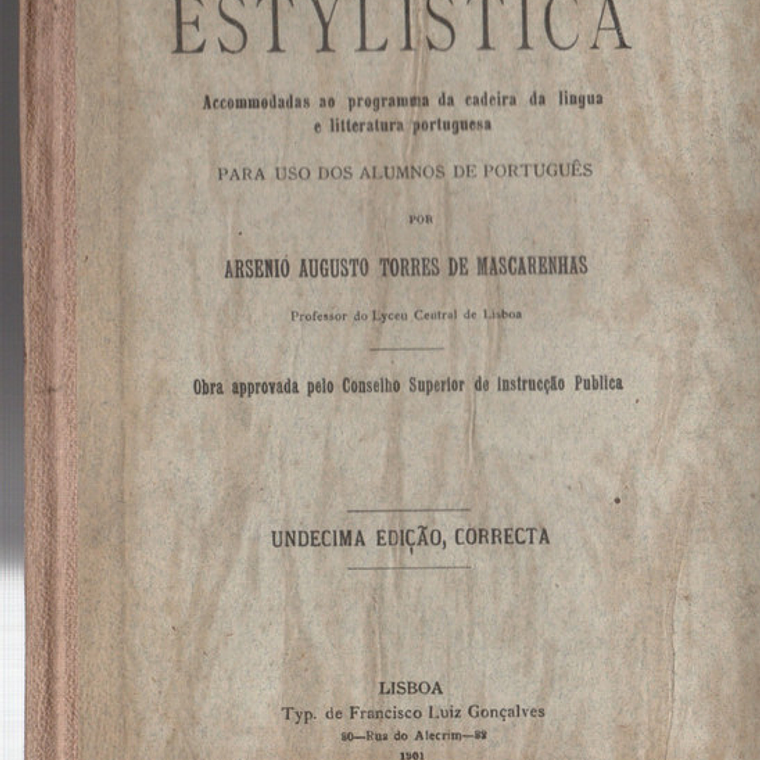 ESTYLISTICA
Accommodadas ao programma da cadeira da lingua
e litteratura portuguesa
PARA USO DOS ALUMNOS DE PORTUGUÊS
POR
ARSENIO AUGUSTO TORRES DE MASCARENHAS
Professor do Lyceu Central de Lisboa
Obra approvada pelo Conselho Superior de Instrucção Publica
UNDECIMA EDIÇÃO, CORRECTA
LISBOA
Typ. de Francisco Luiz Gonçalves
80—Rua do Alecrim—82
1901